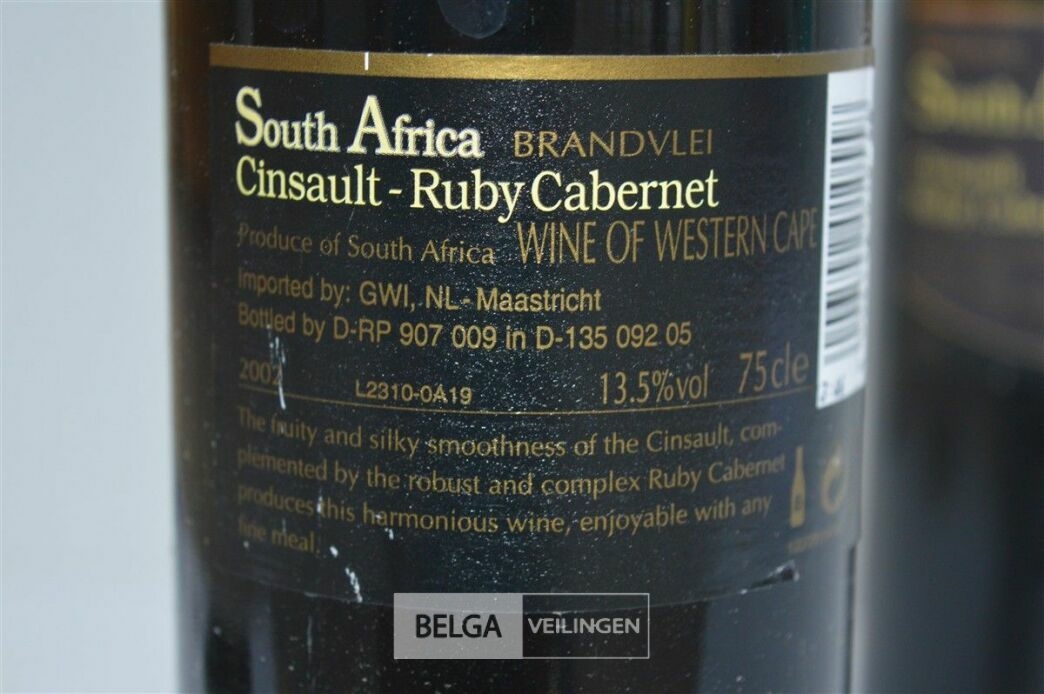 South Africa BRANDVLEI
Cinsault - Ruby Cabernet
Produce of South Africa WINE OF WESTERN CAPE
Imported by: GWI, NL - Maastricht
Bottled by D-RP 907 009 in D-135 092 05
2002 L2310-0A19 13.5%vol 75cle
The fruity and silky smoothness of the Cinsault, com-
plemented by the robust and complex Ruby Cabernet
produces this harmonious wine, enjoyable with any
fine meal.
BELGA VEILINGEN